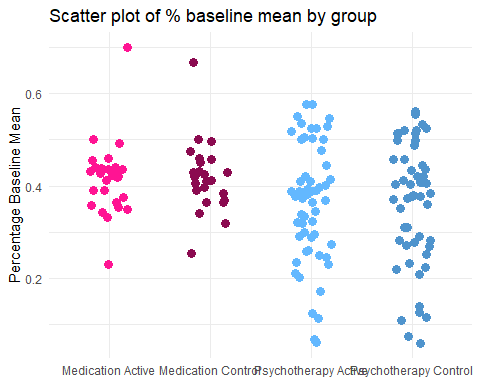 Scatter plot of % baseline mean by group
Percentage Baseline Mean
0.6
0.4
0.2
Medication Active Medication Control Psychotherapy Active Psychotherapy Control